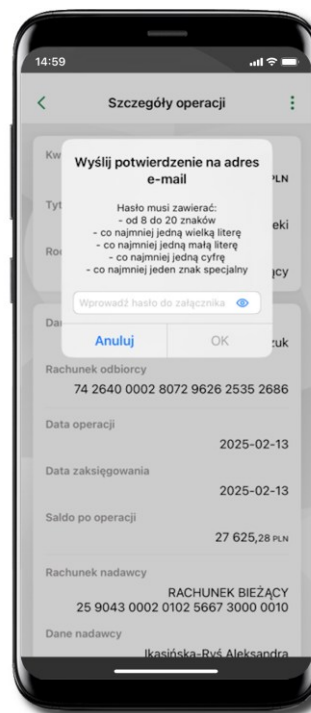 14:59
Szczegóły operacji
Kw
PLN
Wyślij potwierdzenie na adres
e-mail
Tyt
eki
Hasło musi zawierać:
- od 8 do 20 znaków
- co najmniej jedną wielką literę
- co najmniej jedną małą literę
- co najmniej jedną cyfrę
- co najmniej jeden znak specjalny
Wprowadź hasło do załącznika
Anuluj
OK
Da
zuk
Rachunek odbiorcy
74 2640 0002 8072 9626 2535 2686
Data operacji
2025-02-13
Data zaksięgowania
2025-02-13
Saldo po operacji
27 625,28 PLN
Rachunek nadawcy
RACHUNEK BIEŻĄCY
25 9043 0002 0102 5667 3000 0010
Dane nadawcy
Ikasińska-Ryś Aleksandra